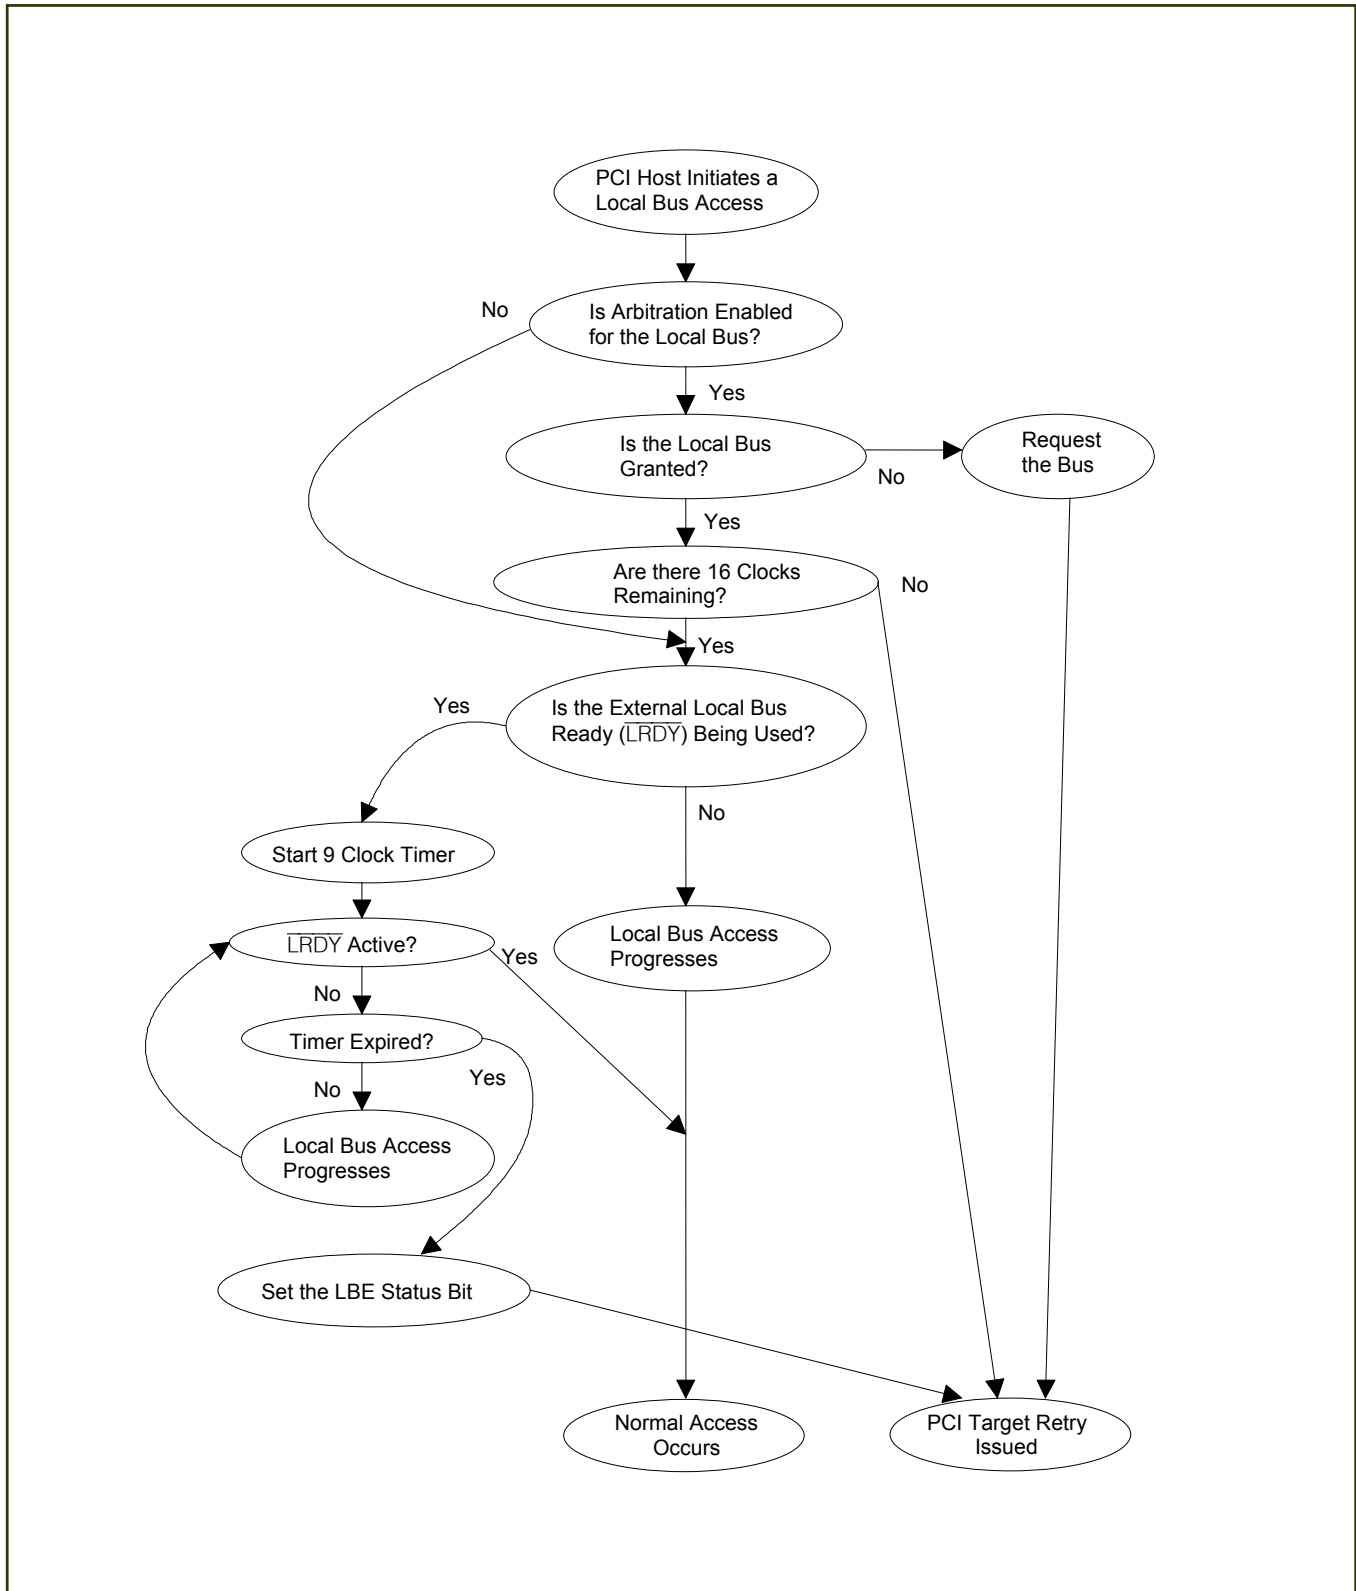 PCI Host Initiates a
Local Bus Access
No
Is Arbitration Enabled
for the Local Bus?
Yes
Is the Local Bus
Granted?
No
Request
the Bus
Yes
Are there 16 Clocks
Remaining?
No
Yes
Is the External Local Bus
Ready (L̅R̅D̅Y̅) Being Used?
Yes
No
Start 9 Clock Timer
L̅R̅D̅Y̅ Active?
Yes
Local Bus Access
Progresses
No
Timer Expired?
Yes
No
Local Bus Access
Progresses
Set the LBE Status Bit
Normal Access
Occurs
PCI Target Retry
Issued